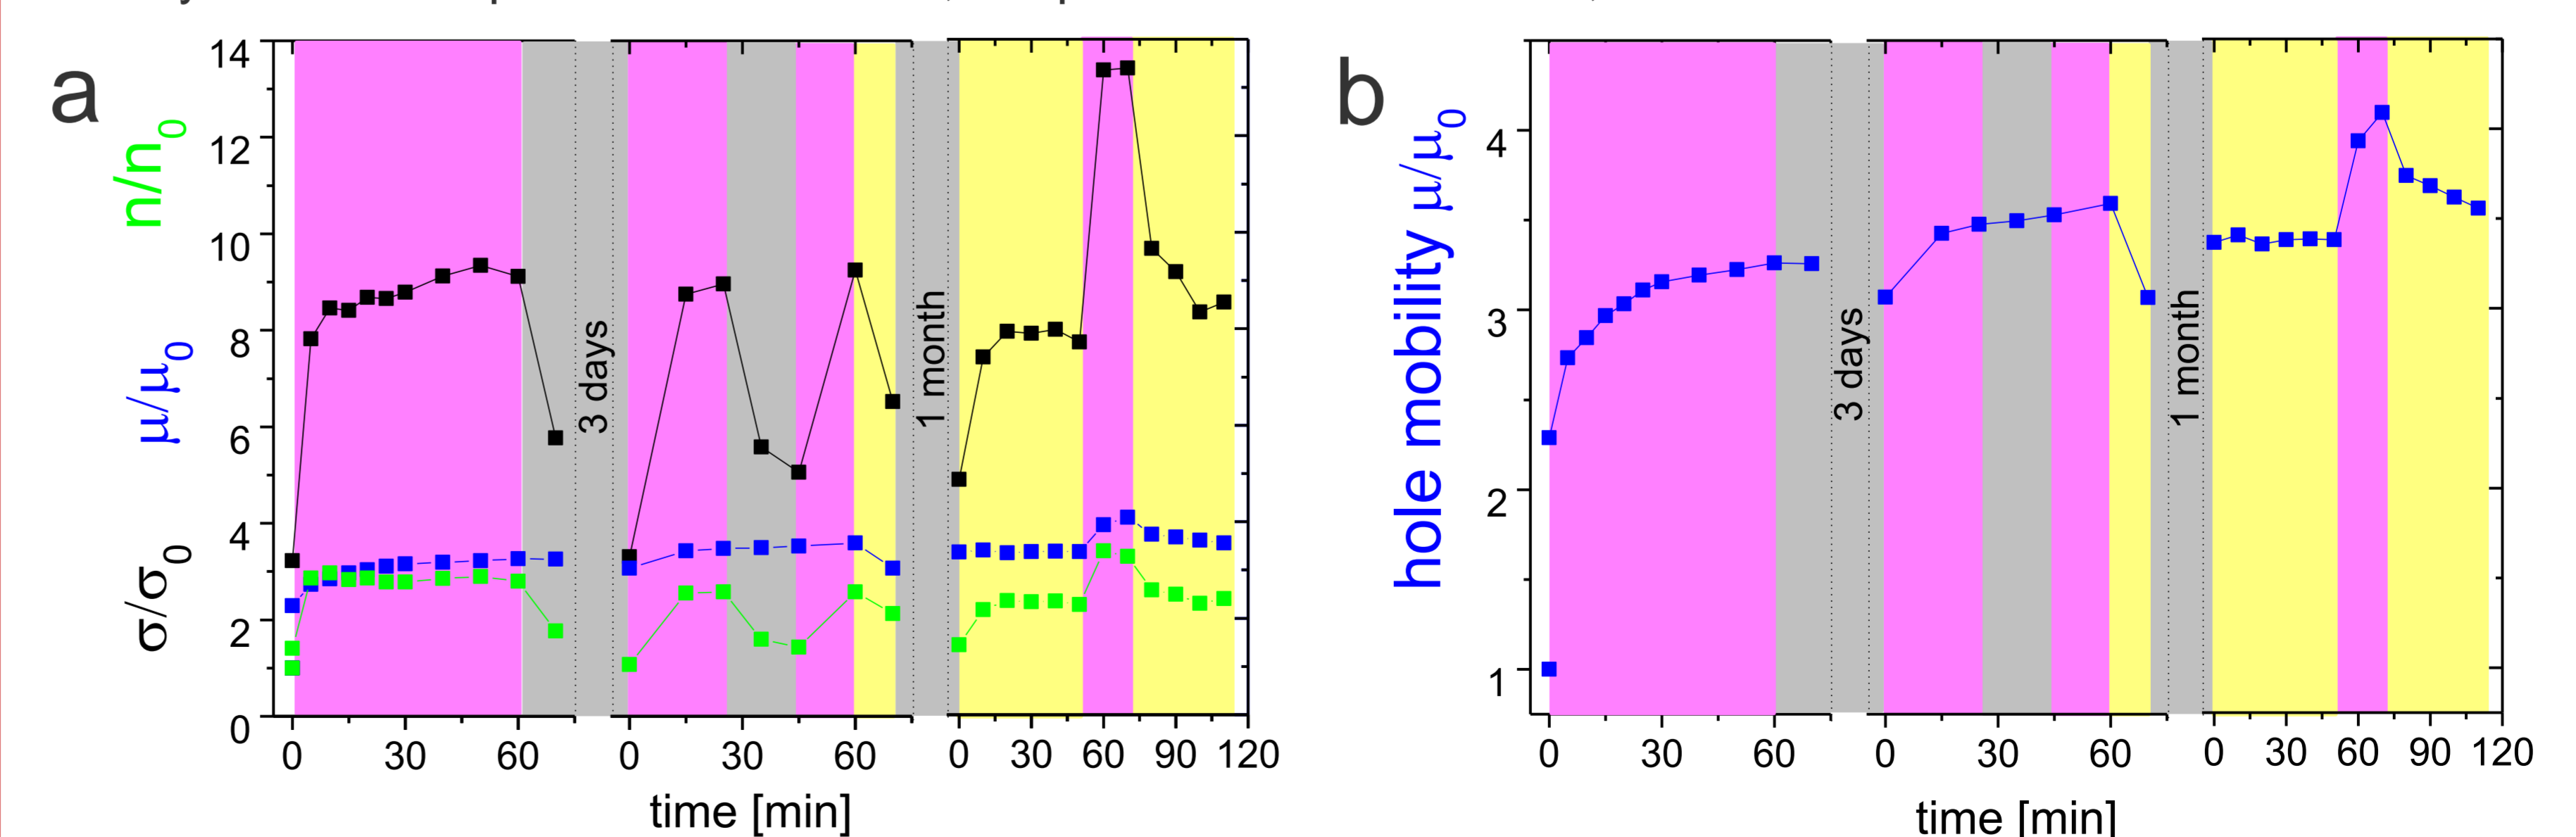 a
n/n0
μ/μ0
σ/σ0
14
12
10
8
6
4
2
0
3 days
1 month
0 30 60 0 30 60 0 30 60 90 120
time [min]
b
hole mobility μ/μ0
4
3
2
1
3 days
1 month
0 30 60 0 30 60 0 30 60 90 120
time [min]